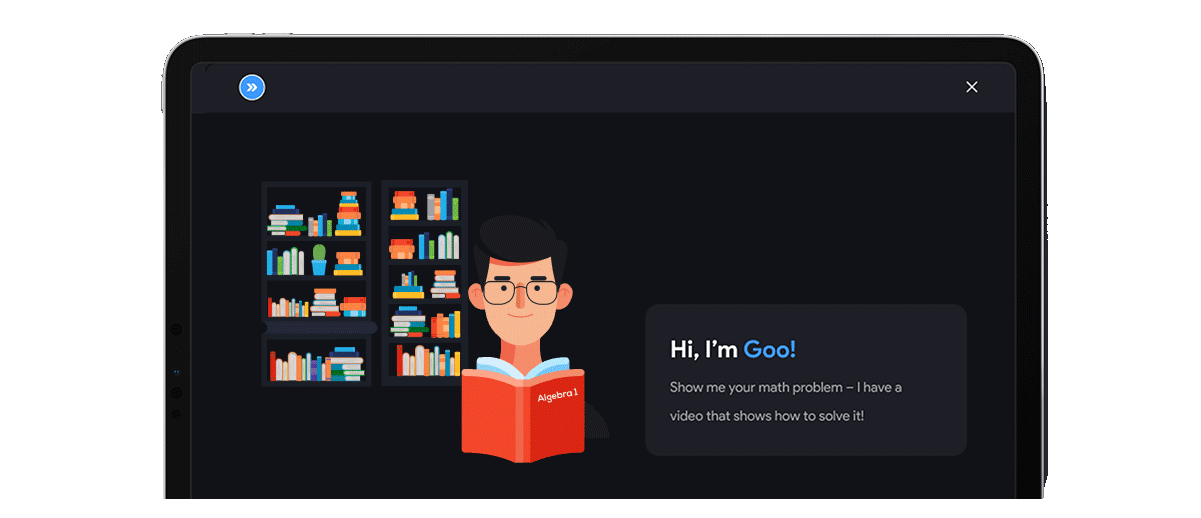 Algebra 1
Hi, I’m Goo!
Show me your math problem – I have a
video that shows how to solve it!